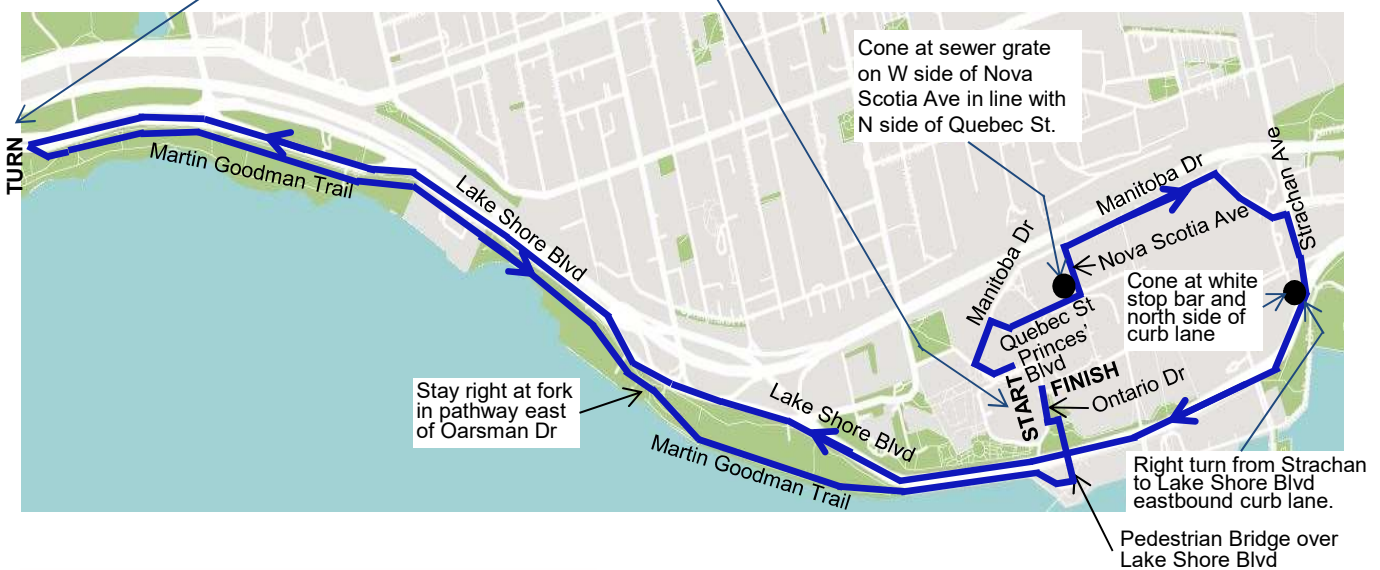 Cone at sewer grate
on W side of Nova
Scotia Ave in line with
N side of Quebec St.
TURN
Martin Goodman Trail
Lake Shore Blvd
Manitoba Dr
Strachan Ave
Manitoba Dr
Nova Scotia Ave
Cone at white
stop bar and
north side of
curb lane
Quebec St
Princes'
Blvd
START
FINISH
Ontario Dr
Stay right at fork
in pathway east
of Oarsman Dr
Lake Shore Blvd
Martin Goodman Trail
Right turn from Strachan
to Lake Shore Blvd
eastbound curb lane.
Pedestrian Bridge over
Lake Shore Blvd